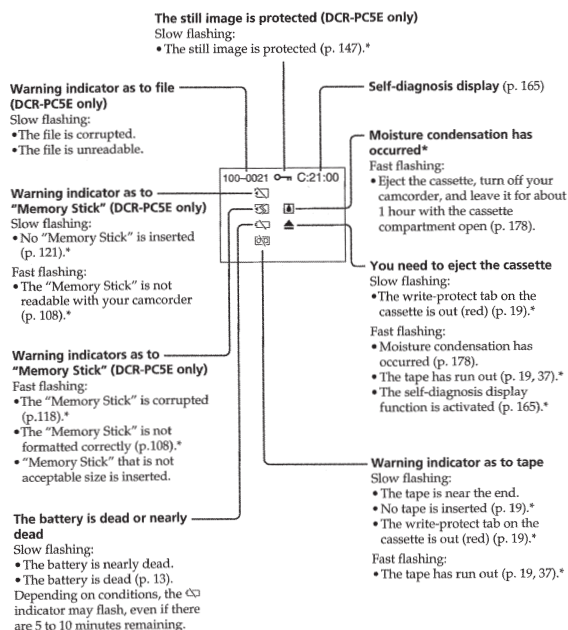 The still image is protected (DCR-PC5E only)
Slow flashing:
• The still image is protected (p. 147).*
Warning indicator as to file
(DCR-PC5E only)
Slow flashing:
• The file is corrupted.
• The file is unreadable.
Warning indicator as to
"Memory Stick" (DCR-PC5E only)
Slow flashing:
• No "Memory Stick" is inserted
(p. 121).*
Fast flashing:
• The "Memory Stick" is not
readable with your camcorder
(p. 108).*
Warning indicators as to
"Memory Stick" (DCR-PC5E only)
Fast flashing:
• The "Memory Stick" is corrupted
(p.118).*
• The "Memory Stick" is not
formatted correctly (p.108).*
• "Memory Stick" that is not
acceptable size is inserted.
The battery is dead or nearly
dead
Slow flashing:
• The battery is nearly dead.
• The battery is dead (p. 13).
Depending on conditions, the
indicator may flash, even if there
are 5 to 10 minutes remaining.
100–0021 C:21:00
Self-diagnosis display (p. 165)
Moisture condensation has
occurred*
Fast flashing:
• Eject the cassette, turn off your
camcorder, and leave it for about
1 hour with the cassette
compartment open (p. 178).
You need to eject the cassette
Slow flashing:
• The write-protect tab on the
cassette is out (red) (p. 19).*
Fast flashing:
• Moisture condensation has
occurred (p. 178).
• The tape has run out (p. 19, 37).*
• The self-diagnosis display
function is activated (p. 165).*
Warning indicator as to tape
Slow flashing:
• The tape is near the end.
• No tape is inserted (p. 19).*
• The write-protect tab on the
cassette is out (red) (p. 19).*
Fast flashing:
• The tape has run out (p. 19, 37).*